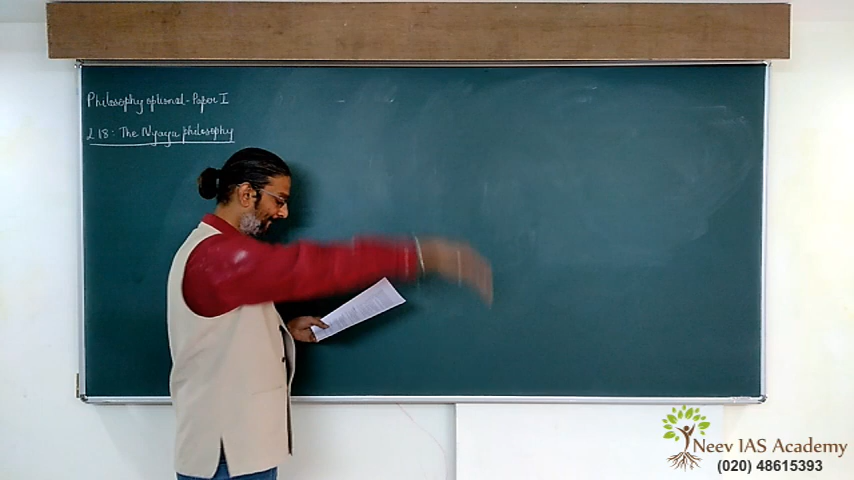 Philosophy optional - Paper I
L 18: The Nyaya philosophy
Neev IAS Academy
(020) 48615393